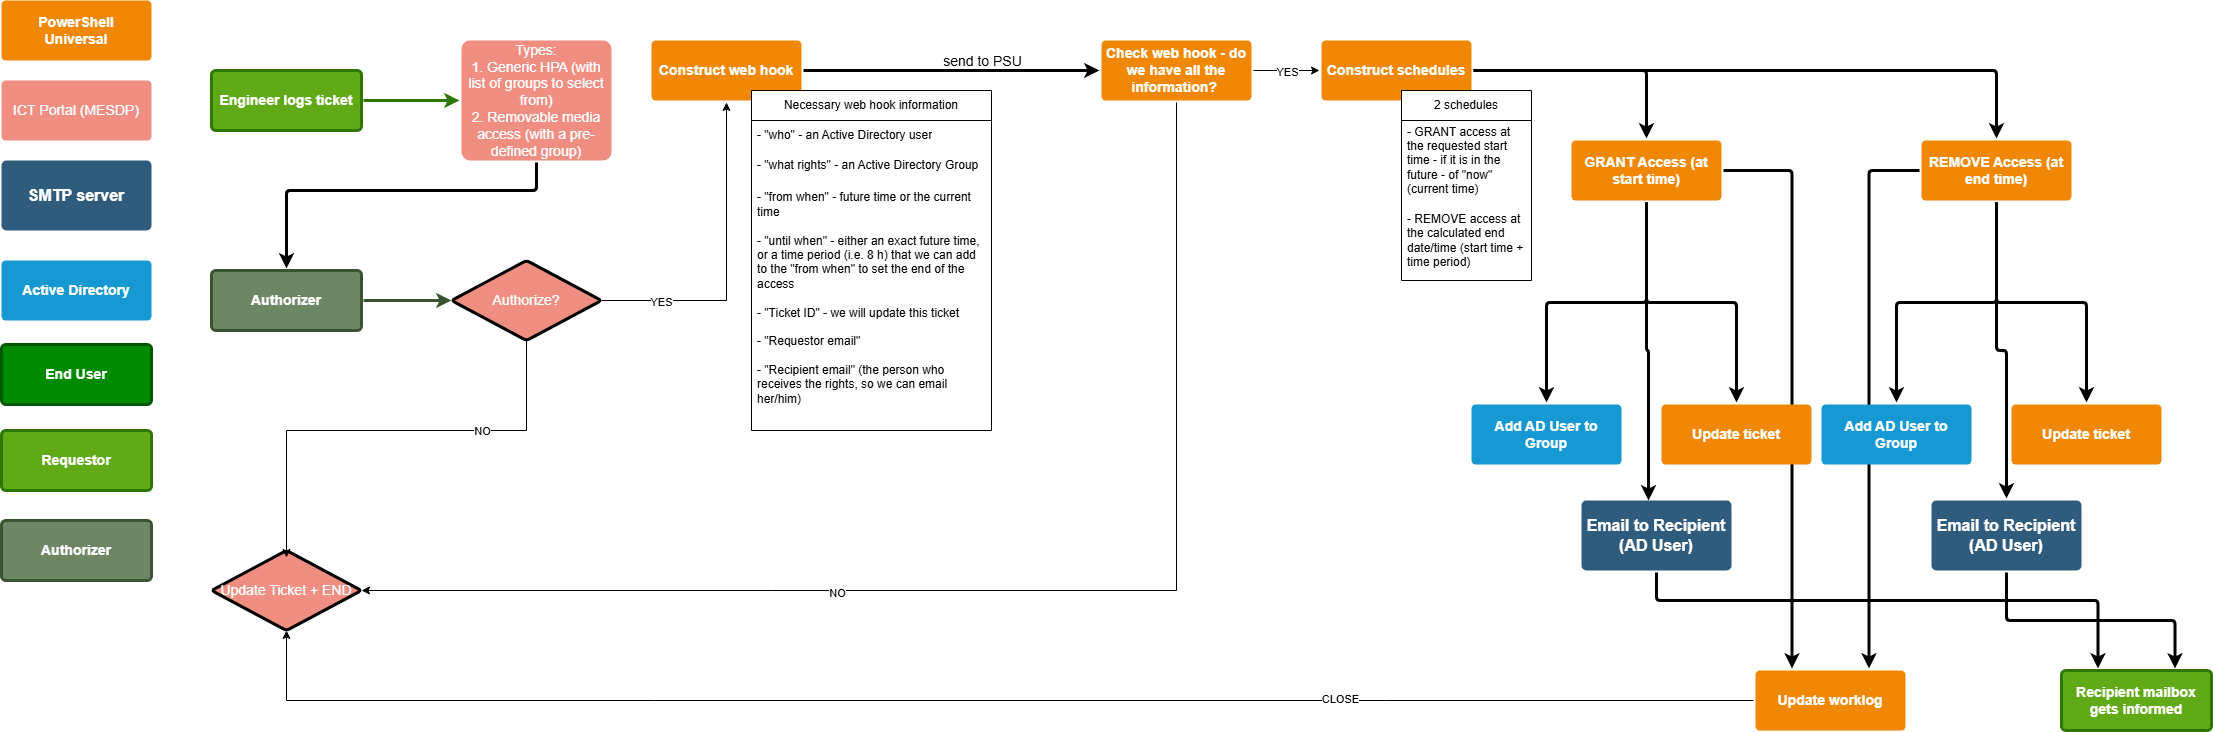 PowerShell
Universal
ICT Portal (MESDP)
SMTP server
Active Directory
End User
Requestor
Authorizer
Engineer logs ticket
Types:
1. Generic HPA (with
list of groups to select
from)
2. Removable media
access (with a pre-
defined group)
Authorizer
Authorize?
YES
NO
Update Ticket + END
Construct web hook
send to PSU
Necessary web hook information
- "who" - an Active Directory user
- "what rights" - an Active Directory Group
- "from when" - future time or the current
time
- "until when" - either an exact future time,
or a time period (i.e. 8 h) that we can add
to the "from when" to set the end of the
access
- "Ticket ID" - we will update this ticket
- "Requestor email"
- "Recipient email" (the person who
receives the rights, so we can email
her/him)
Check web hook - do
we have all the
information?
YES
NO
Construct schedules
2 schedules
- GRANT access at
the requested start
time - if it is in the
future - of "now"
(current time)
- REMOVE access at
the calculated end
date/time (start time +
time period)
GRANT Access (at
start time)
REMOVE Access (at
end time)
Add AD User to
Group
Update ticket
Add AD User to
Group
Update ticket
Email to Recipient
(AD User)
Email to Recipient
(AD User)
CLOSE
Update worklog
Recipient mailbox
gets informed